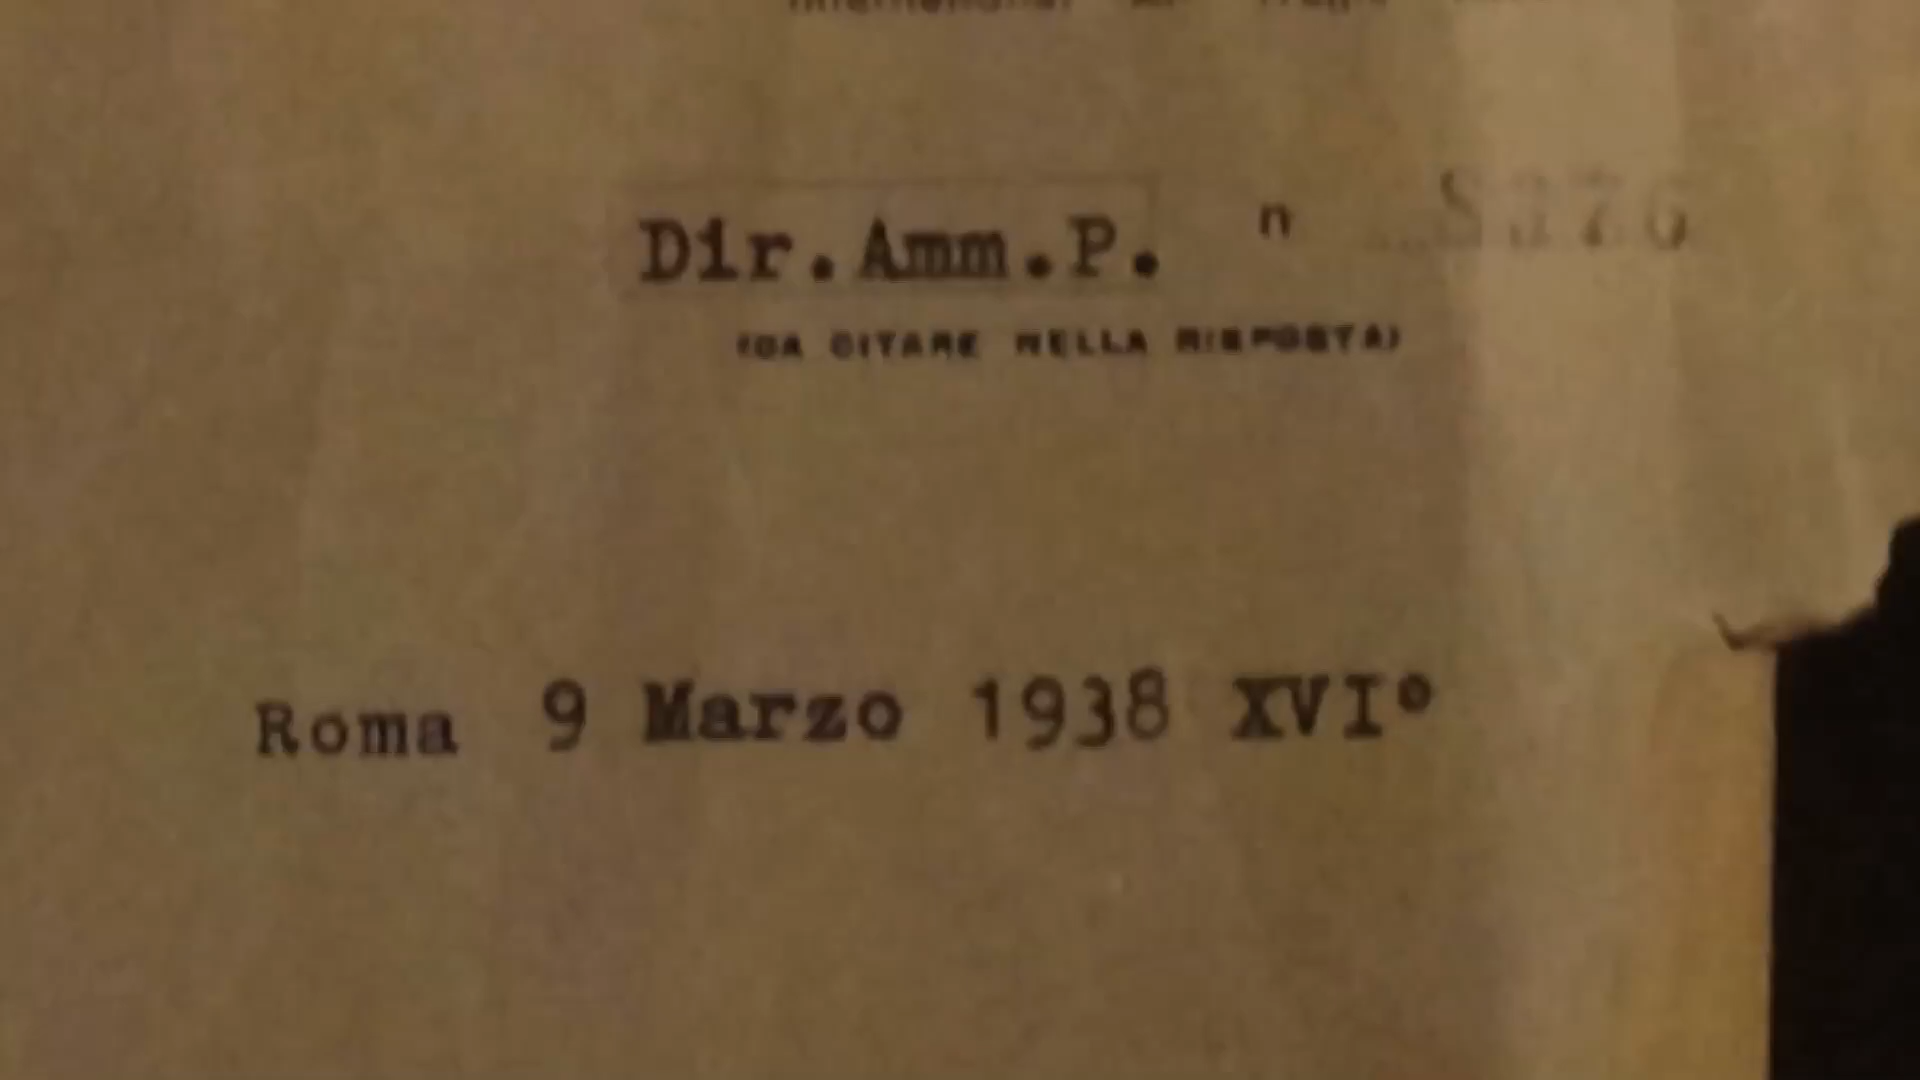 Dir.Amm.P. n
(DA CITARE NELLA RISPOSTA)
Roma 9 Marzo 1938 XVI°